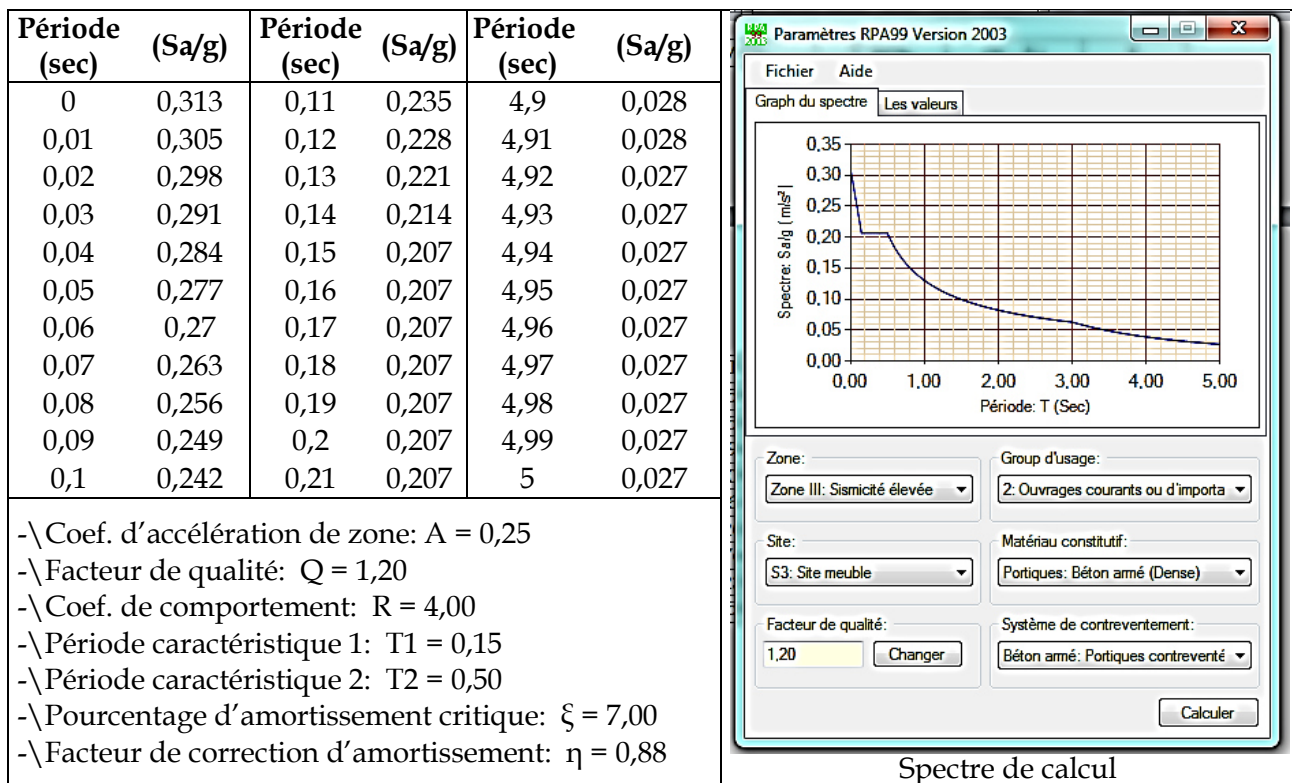 Période (sec) (Sa/g) Période (sec) (Sa/g) Période (sec) (Sa/g)
0 0,313 0,11 0,235 4,9 0,028
0,01 0,305 0,12 0,228 4,91 0,028
0,02 0,298 0,13 0,221 4,92 0,027
0,03 0,291 0,14 0,214 4,93 0,027
0,04 0,284 0,15 0,207 4,94 0,027
0,05 0,277 0,16 0,207 4,95 0,027
0,06 0,27 0,17 0,207 4,96 0,027
0,07 0,263 0,18 0,207 4,97 0,027
0,08 0,256 0,19 0,207 4,98 0,027
0,09 0,249 0,2 0,207 4,99 0,027
0,1 0,242 0,21 0,207 5 0,027
-\Coef. d’accélération de zone: A = 0,25
-\Facteur de qualité: Q = 1,20
-\Coef. de comportement: R = 4,00
-\Période caractéristique 1: T1 = 0,15
-\Période caractéristique 2: T2 = 0,50
-\Pourcentage d’amortissement critique: ξ = 7,00
-\Facteur de correction d’amortissement: η = 0,88
RPA 99 2003 Paramètres RPA99 Version 2003
Fichier Aide
Graph du spectre Les valeurs
Spectre: Sa/g [m/s²]
0,35
0,30
0,25
0,20
0,15
0,10
0,05
0,00
0,00 1,00 2,00 3,00 4,00 5,00
Période: T (Sec)
Zone: Group d'usage:
Zone III: Sismicité élevée 2: Ouvrages courants ou d'importa
Site: Matériau constitutif:
S3: Site meuble Portiques: Béton armé (Dense)
Facteur de qualité: Système de contreventement:
1,20 Changer Béton armé: Portiques contreventé
Calculer
Spectre de calcul